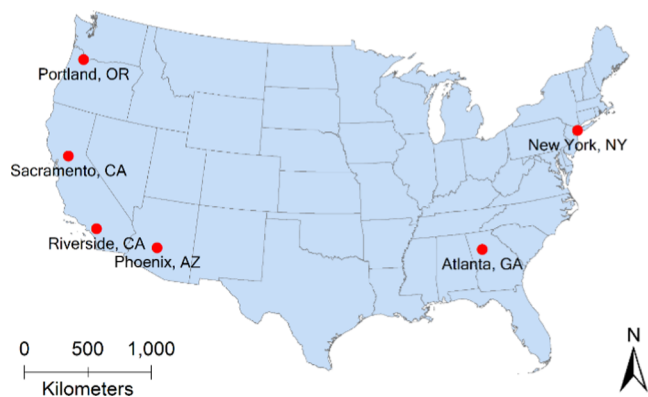 Portland, OR
New York, NY
Sacramento, CA
Riverside, CA
Phoenix, AZ
Atlanta, GA
N
0 500 1,000
Kilometers